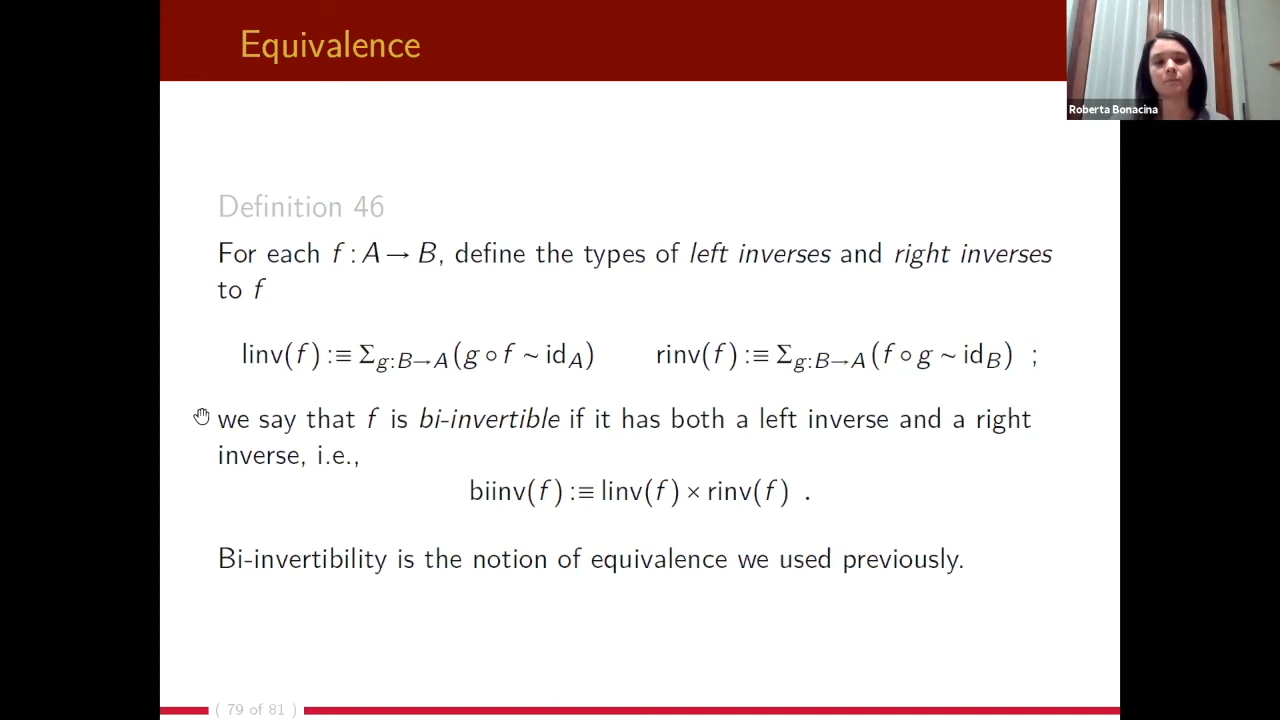 Equivalence
Roberta Bonacina
Definition 46
For each f : A → B, define the types of left inverses and right inverses
to f
linv(f) :≡ Σ_{g:B→A}(g ∘ f ~ id_A)    rinv(f) :≡ Σ_{g:B→A}(f ∘ g ~ id_B) ;
we say that f is bi-invertible if it has both a left inverse and a right
inverse, i.e.,
biinv(f) :≡ linv(f) × rinv(f) .
Bi-invertibility is the notion of equivalence we used previously.
( 79 of 81 )